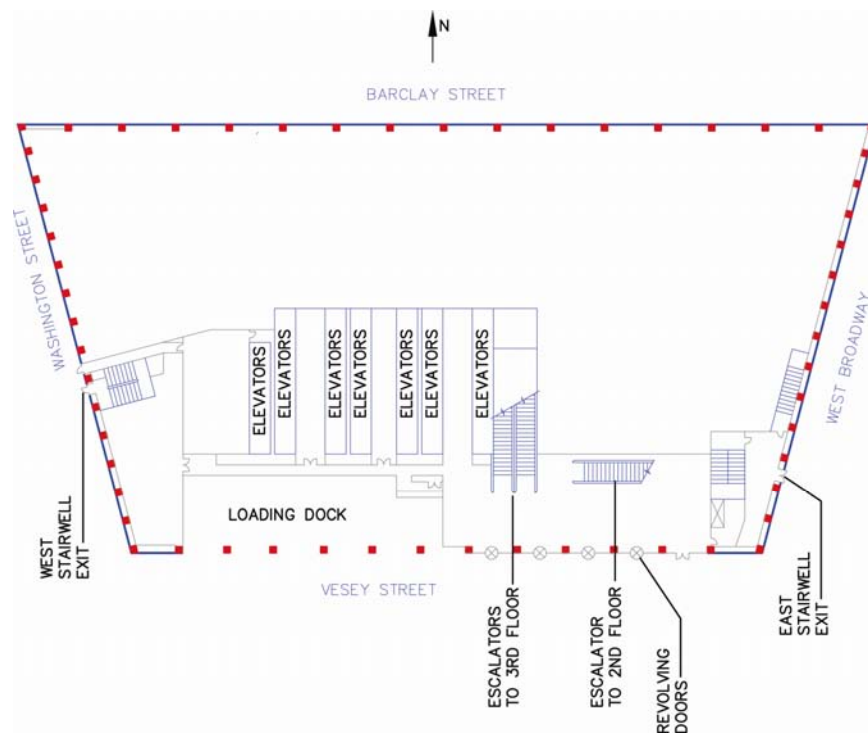 N
BARCLAY STREET
WASHINGTON STREET
WEST BROADWAY
ELEVATORS
ELEVATORS
ELEVATORS
ELEVATORS
ELEVATORS
ELEVATORS
ELEVATORS
LOADING DOCK
WEST
STAIRWELL
EXIT
VESEY STREET
ESCALATORS
TO 3RD FLOOR
ESCALATOR
TO 2ND FLOOR
REVOLVING
DOORS
EAST
STAIRWELL
EXIT